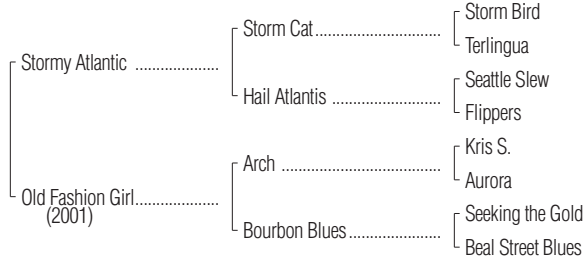 Storm Bird
Storm Cat....................
Terlingua
Stormy Atlantic ....................
Seattle Slew
Hail Atlantis ....................
Flippers
Kris S.
Arch ....................
Aurora
Old Fashion Girl....................
(2001)
Seeking the Gold
Bourbon Blues....................
Beal Street Blues